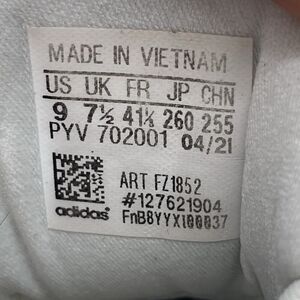 MADE IN VIETNAM
US UK FR JP CHN
9 7½ 41⅓ 260 255
PYV 702001 04/21
ART FZ1852
#127621904
adidas FnB8YYXl00037